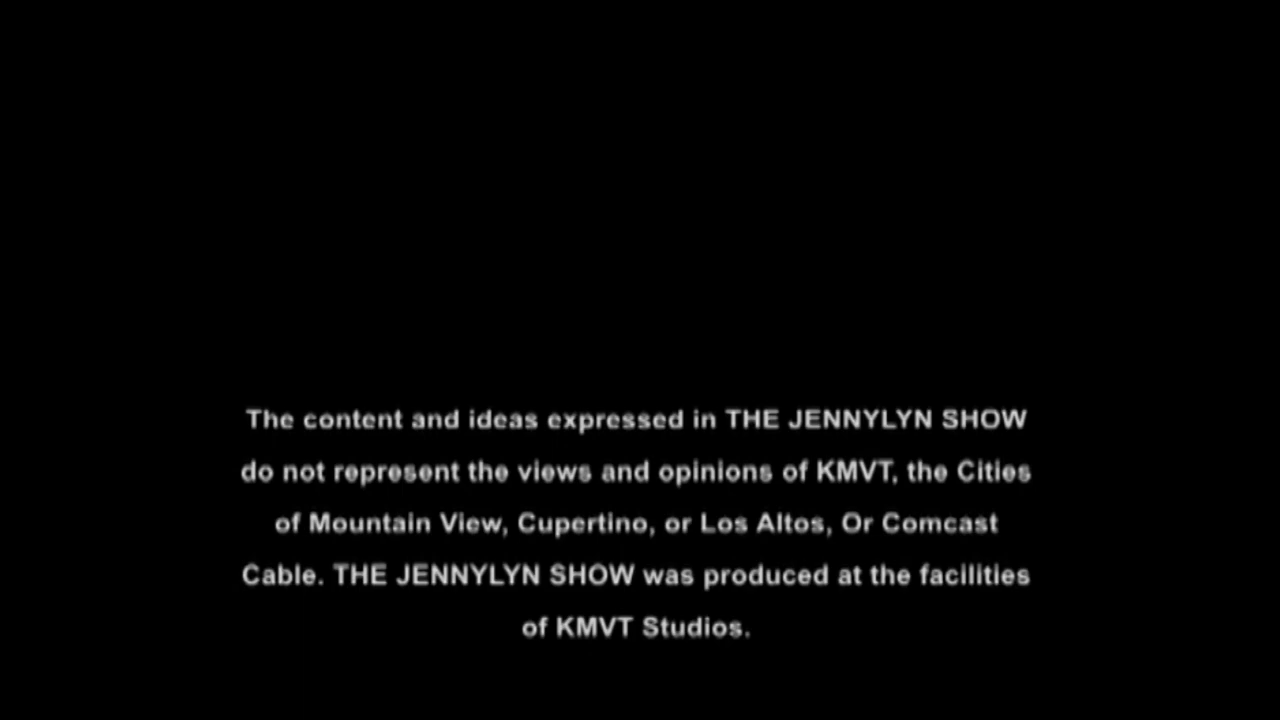 The content and ideas expressed in THE JENNYLYN SHOW
do not represent the views and opinions of KMVT, the Cities
of Mountain View, Cupertino, or Los Altos, Or Comcast
Cable. THE JENNYLYN SHOW was produced at the facilities
of KMVT Studios.